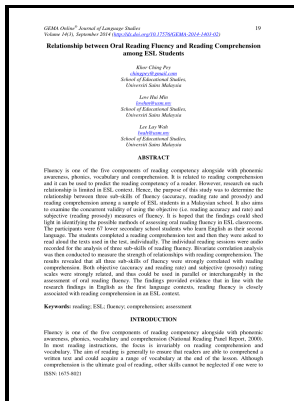 GEMA Online® Journal of Language Studies 19
Volume 14(3), September 2014 (http://dx.doi.org/10.17576/GEMA-2014-1403-02)
Relationship between Oral Reading Fluency and Reading Comprehension
among ESL Students
Khor Ching Pey
chingpey@gmail.com
School of Educational Studies,
Universiti Sains Malaysia
Low Hui Min
lowhm@usm.my
School of Educational Studies,
Universiti Sains Malaysia
Lee Lay Wah
lwah@usm.my
School of Educational Studies,
Universiti Sains Malaysia
ABSTRACT
Fluency is one of the five components of reading competency alongside with phonemic
awareness, phonics, vocabulary and comprehension. It is related to reading comprehension
and it can be used to predict the reading competency of a reader. However, research on such
relationship is limited in ESL context. Hence, the purpose of this study was to determine the
relationship between three sub-skills of fluency (accuracy, reading rate and prosody) and
reading comprehension among a sample of ESL students in a Malaysian school. It also aims
to examine the concurrent validity of using the objective (i.e. reading accuracy and rate) and
subjective (reading prosody) measures of fluency. It is hoped that the findings could shed
light in identifying the possible methods of assessing oral reading fluency in ESL classrooms.
The participants were 67 lower secondary school students who learn English as their second
language. The students completed a reading comprehension test and then they were asked to
read aloud the texts used in the test, individually. The individual reading sessions were audio
recorded for the analysis of three sub-skills of reading fluency. Bivariate correlation analysis
was then conducted to measure the strength of relationships with reading comprehension. The
results revealed that all three sub-skills of fluency were strongly correlated with reading
comprehension. Both objective (accuracy and reading rate) and subjective (prosody) rating
scales were strongly related, and thus could be used in parallel or interchangeably in the
assessment of oral reading fluency. The findings provided evidence that in line with the
research findings in English as the first language contexts, reading fluency is closely
associated with reading comprehension in an ESL context.
Keywords: reading; ESL; fluency; comprehension; assessment
INTRODUCTION
Fluency is one of the five components of reading competency alongside with phonemic
awareness, phonics, vocabulary and comprehension (National Reading Panel Report, 2000).
In most reading instructions, the focus is invariably on reading comprehension and
vocabulary. The aim of reading is generally to ensure that readers are able to comprehend a
written text and could acquire a range of vocabulary at the end of the lesson. Although
comprehension is the ultimate goal of reading, other skills cannot be neglected if one were to
ISSN: 1675-8021